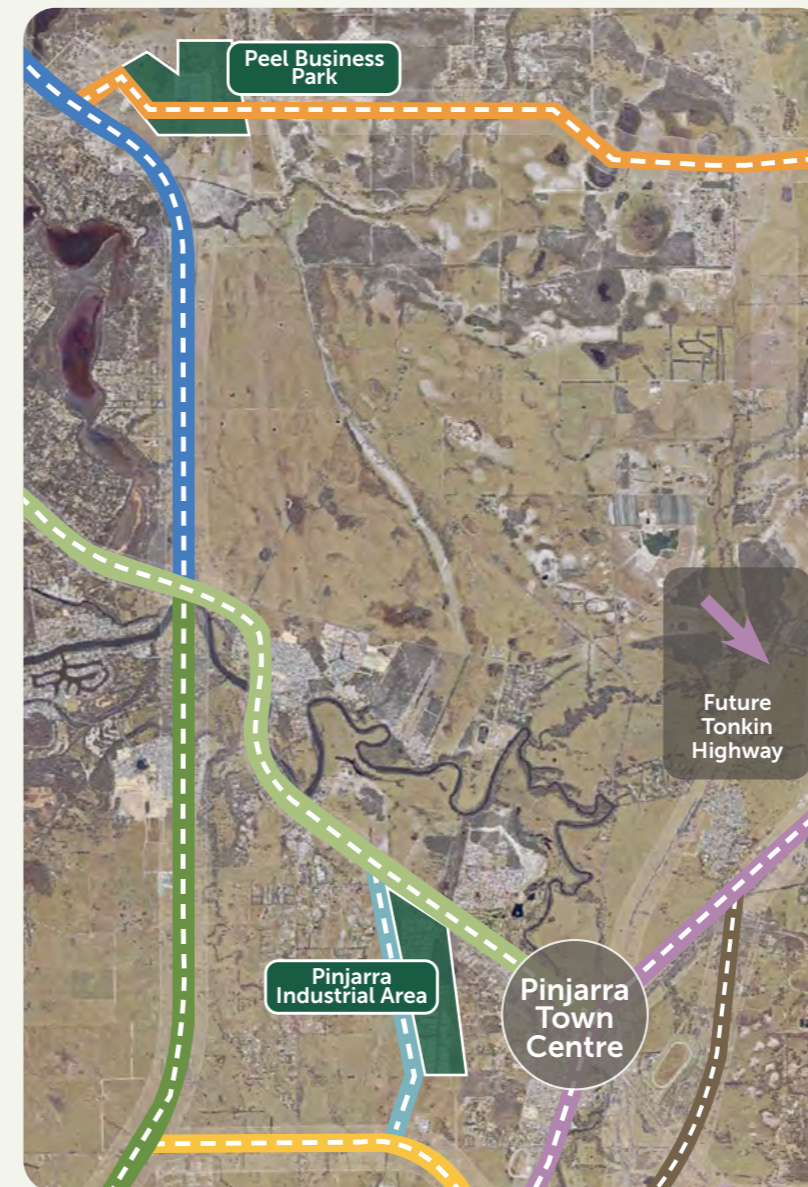 Peel Business
Park
Future
Tonkin
Highway
Pinjarra
Industrial Area
Pinjarra
Town
Centre